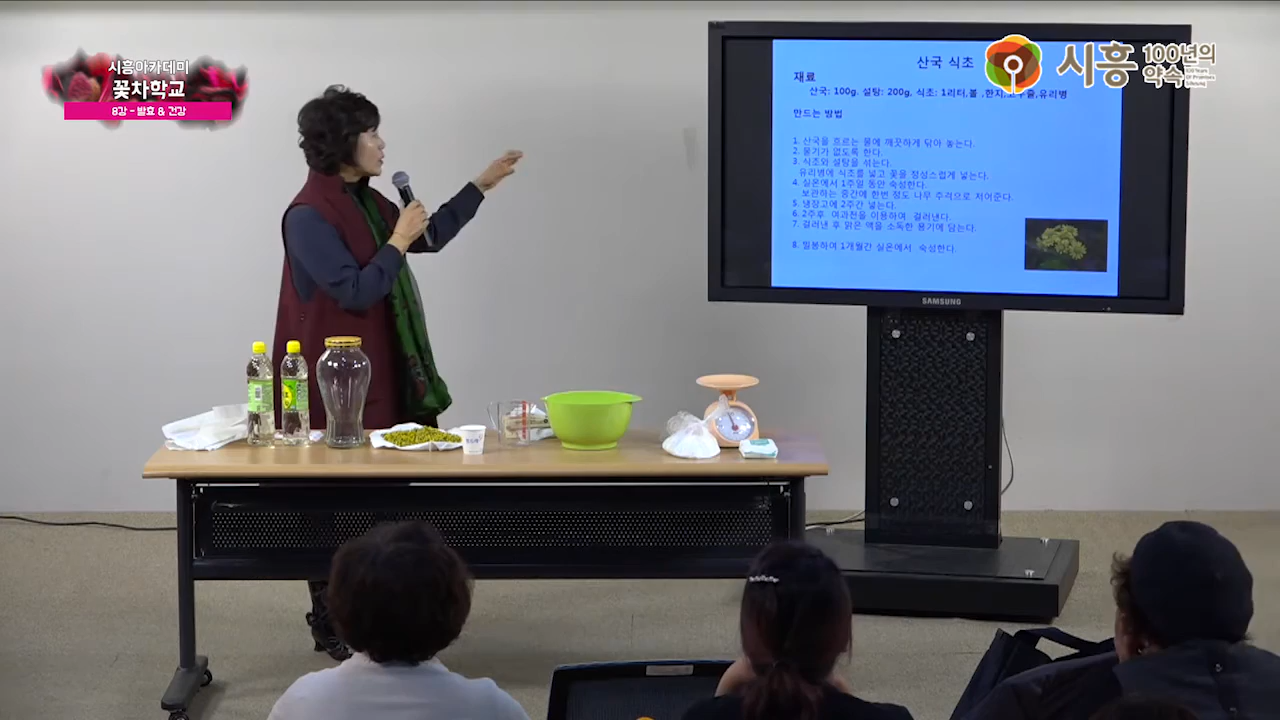 시흥아카데미
꽃차학교
8강 - 발효 & 건강
시흥 100년의
약속
산국 식초
재료
산국: 100g, 설탕: 200g, 식초: 1리터,볼 ,한지,고무줄,유리병
만드는 방법
1. 산국을 흐르는 물에 깨끗하게 닦아 놓는다.
2. 물기가 없도록 한다.
3. 식초와 설탕을 섞는다.
유리병에 식초를 넣고 꽃을 정성스럽게 넣는다.
4. 실온에서 1주일 동안 숙성한다.
보관하는 중간에 한번 정도 나무 주걱으로 저어준다.
5. 냉장고에 2주간 넣는다.
6. 2주후 여과천을 이용하여 걸러낸다.
7. 걸러낸 후 맑은 액을 소독한 용기에 담는다.
8. 밀봉하여 1개월간 실온에서 숙성한다.
SAMSUNG